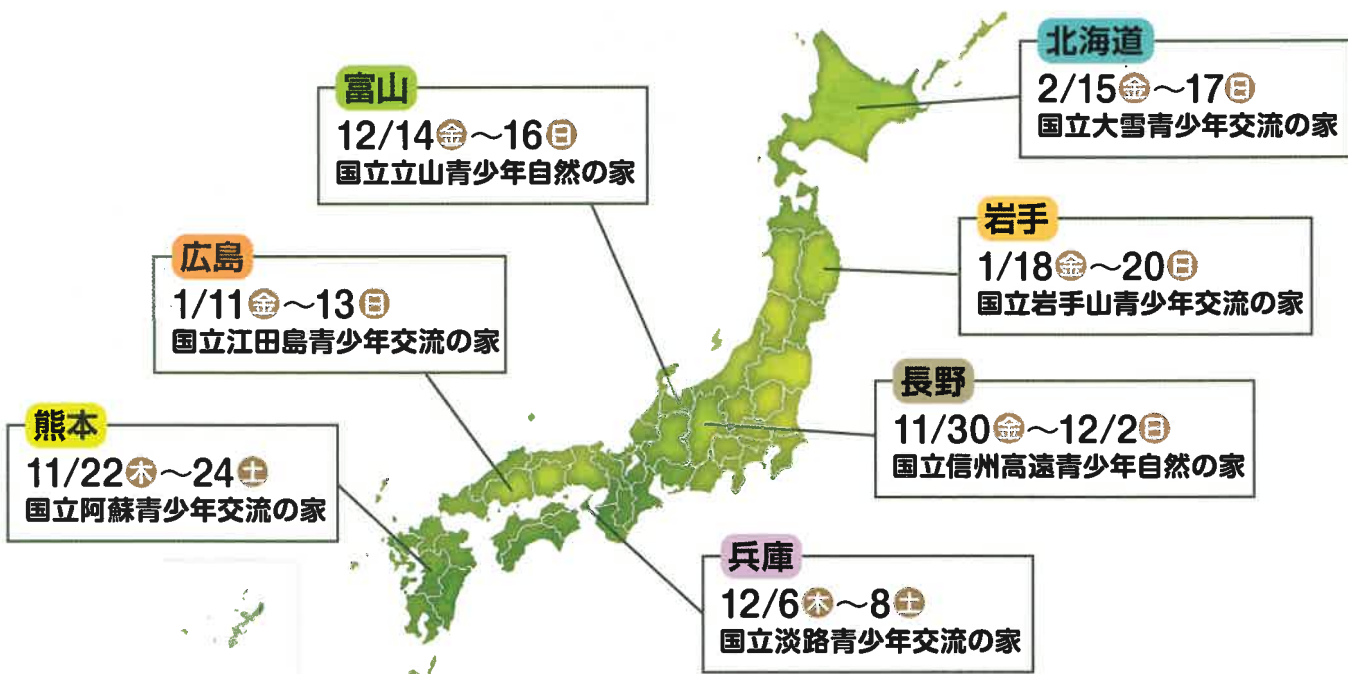 北海道
2/15金～17日
国立大雪青少年交流の家
富山
12/14金～16日
国立立山青少年自然の家
岩手
1/18金～20日
国立岩手山青少年交流の家
広島
1/11金～13日
国立江田島青少年交流の家
長野
11/30金～12/2日
国立信州高遠青少年自然の家
熊本
11/22木～24土
国立阿蘇青少年交流の家
兵庫
12/6木～8土
国立淡路青少年交流の家